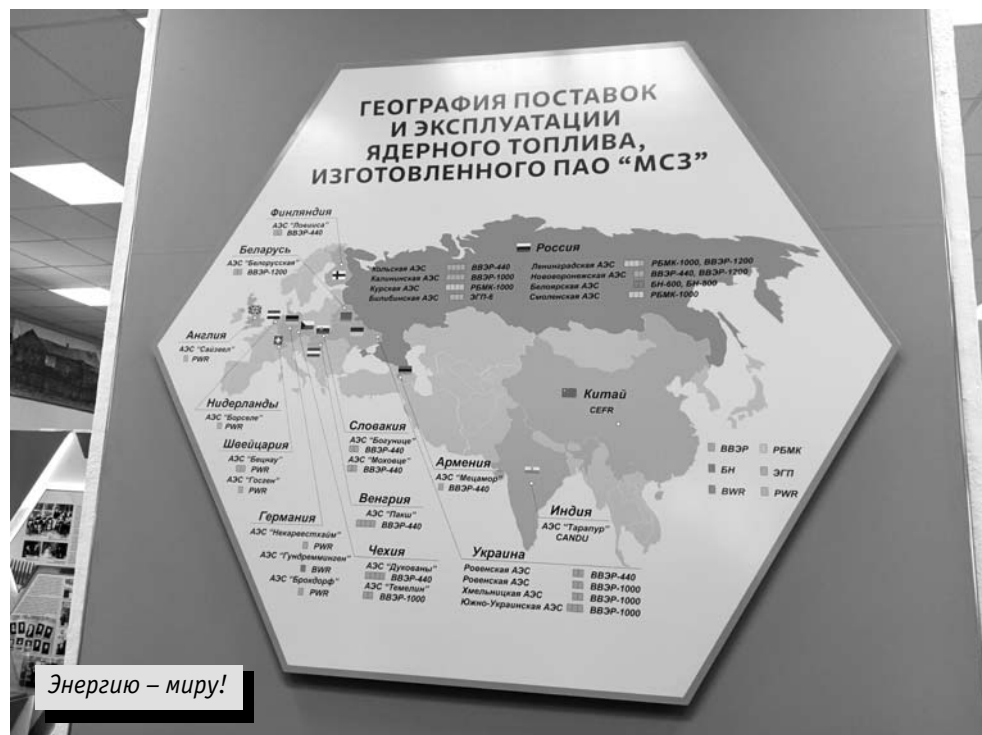 ГЕОГРАФИЯ ПОСТАВОК
И ЭКСПЛУАТАЦИИ
ЯДЕРНОГО ТОПЛИВА,
ИЗГОТОВЛЕННОГО ПАО “МСЗ”
Финляндия
АЭС “Ловииса”
ВВЭР-440
Беларусь
АЭС “Белорусская”
ВВЭР-1200
Россия
Кольская АЭС ВВЭР-440
Калининская АЭС ВВЭР-1000
Курская АЭС РБМК-1000
Билибинская АЭС ЭГП-6
Ленинградская АЭС РБМК-1000, ВВЭР-1200
Нововоронежская АЭС ВВЭР-440, ВВЭР-1200
Белоярская АЭС БН-600, БН-800
Смоленская АЭС РБМК-1000
Англия
АЭС “Сайзвел”
PWR
Нидерланды
АЭС “Борселе”
PWR
Швейцария
АЭС “Бецнау”
PWR
АЭС “Госген”
PWR
Германия
АЭС “Некарвестхайм”
PWR
АЭС “Гундремминген”
BWR
АЭС “Брокдорф”
PWR
Словакия
АЭС “Богунице”
ВВЭР-440
АЭС “Моховце”
ВВЭР-440
Венгрия
АЭС “Пакш”
ВВЭР-440
Чехия
АЭС “Дукованы”
ВВЭР-440
АЭС “Темелин”
ВВЭР-1000
Армения
АЭС “Мецамор”
ВВЭР-440
Украина
Ровенская АЭС ВВЭР-440
Ровенская АЭС ВВЭР-1000
Хмельницкая АЭС ВВЭР-1000
Южно-Украинская АЭС ВВЭР-1000
Индия
АЭС “Тарапур”
CANDU
Китай
CEFR
ВВЭР РБМК
БН ЭГП
BWR PWR
Энергию – миру!